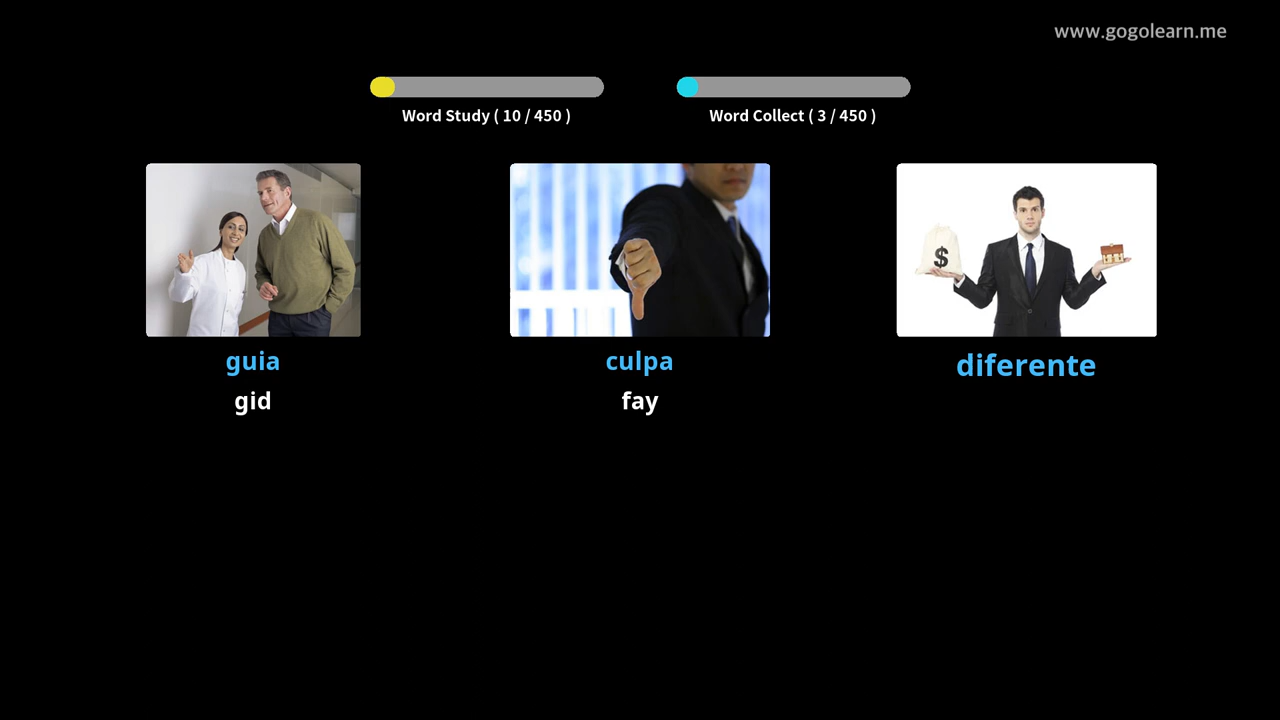 www.gogolearn.me
Word Study ( 10 / 450 )
Word Collect ( 3 / 450 )
$
guia
culpa
diferente
gid
fay